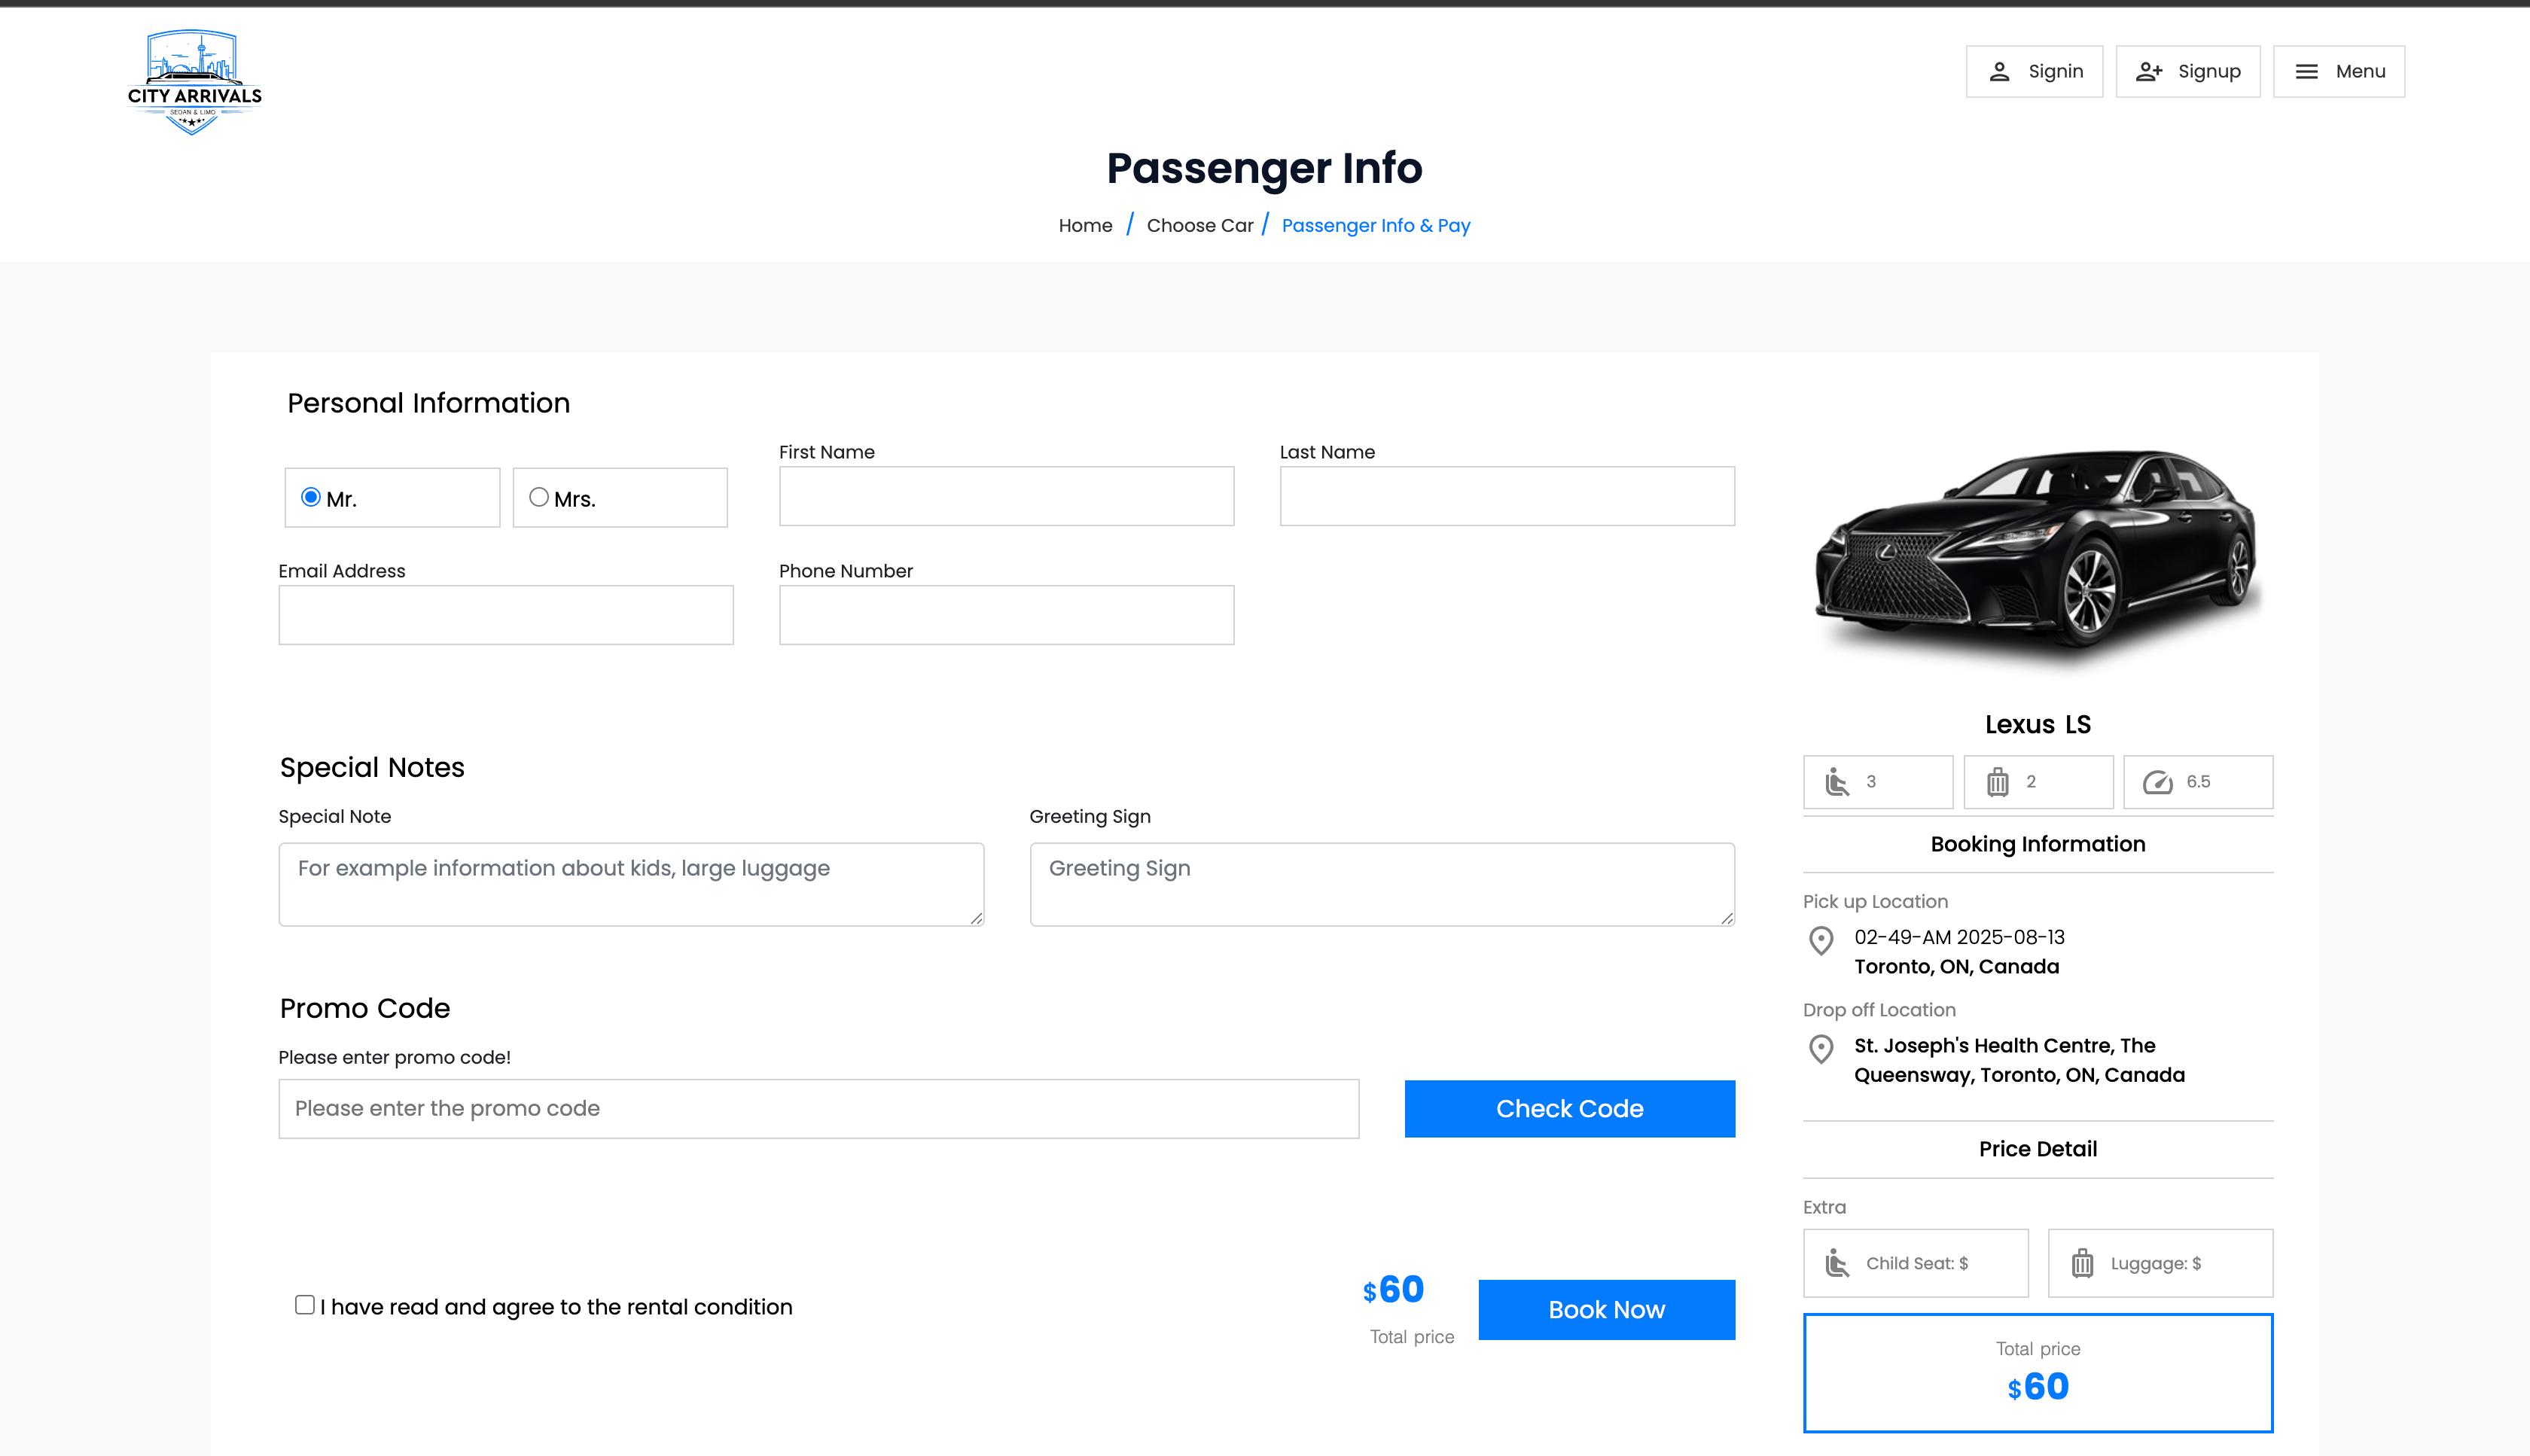 CITY ARRIVALS
SEDAN & LIMO
Signin
Signup
Menu
Passenger Info
Home / Choose Car / Passenger Info & Pay
Personal Information
Mr.
Mrs.
First Name
Last Name
Email Address
Phone Number
Special Notes
Special Note
For example information about kids, large luggage
Greeting Sign
Greeting Sign
Promo Code
Please enter promo code!
Please enter the promo code
Check Code
I have read and agree to the rental condition
$60
Total price
Book Now
Lexus LS
3
2
6.5
Booking Information
Pick up Location
02-49-AM 2025-08-13
Toronto, ON, Canada
Drop off Location
St. Joseph's Health Centre, The
Queensway, Toronto, ON, Canada
Price Detail
Extra
Child Seat: $
Luggage: $
Total price
$60